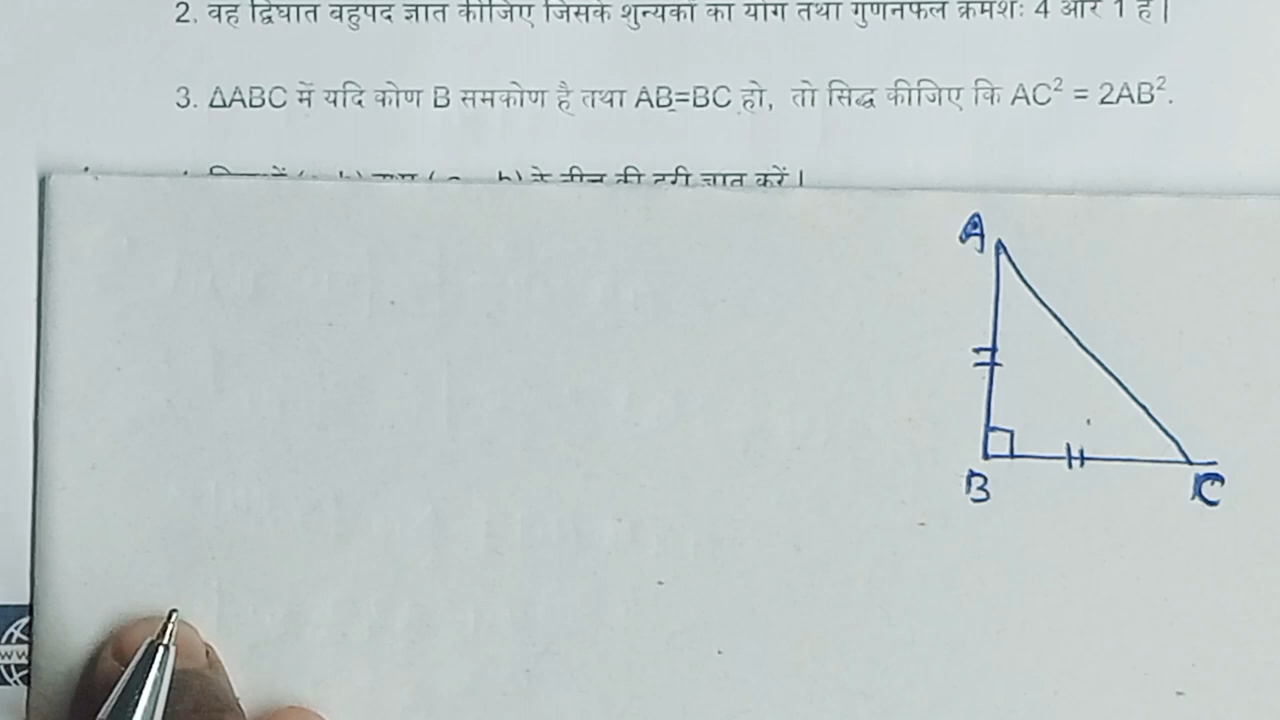 2. वह द्विघात बहुपद ज्ञात कीजिए जिसके शुन्यकों का योग तथा गुणनफल क्रमशः 4 और 1 है।
3. ΔABC में यदि कोण B समकोण है तथा AB=BC हो, तो सिद्ध कीजिए कि AC² = 2AB².
के बीच की दूरी ज्ञात करें।
A
B
C